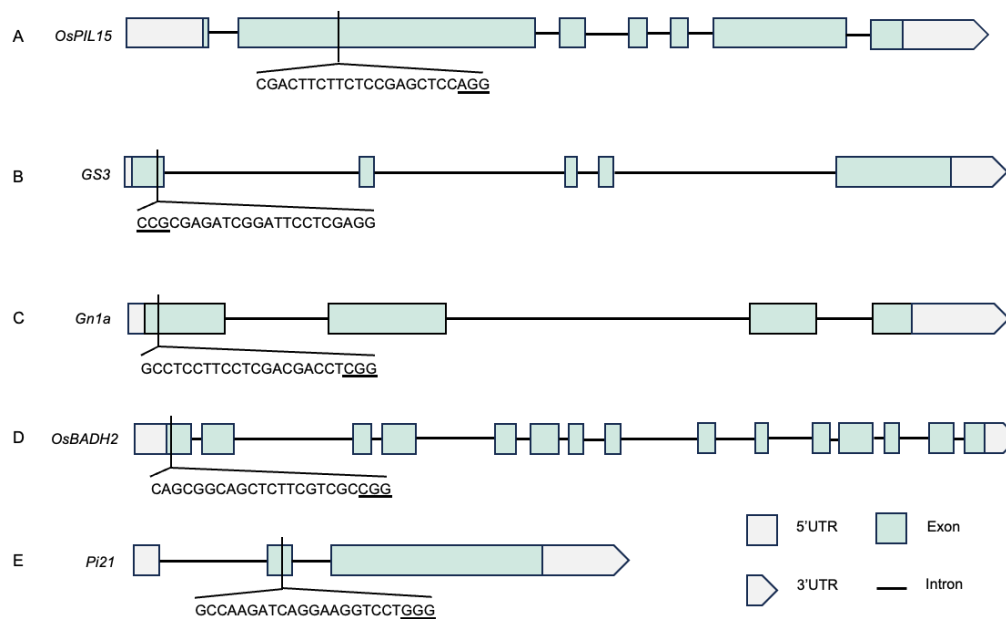 A OsPIL15
CGACTTCTTCTCCGAGCTCCAGG
B GS3
CCGCGAGATCGGATTCCTCGAGG
C Gn1a
GCCTCCTTCCTCGACGACCTCGG
D OsBADH2
CAGCGGCAGCTCTTCGTCGCCGG
5'UTR Exon
E Pi21
3'UTR Intron
GCCAAGATCAGGAAGGTCCTGGG